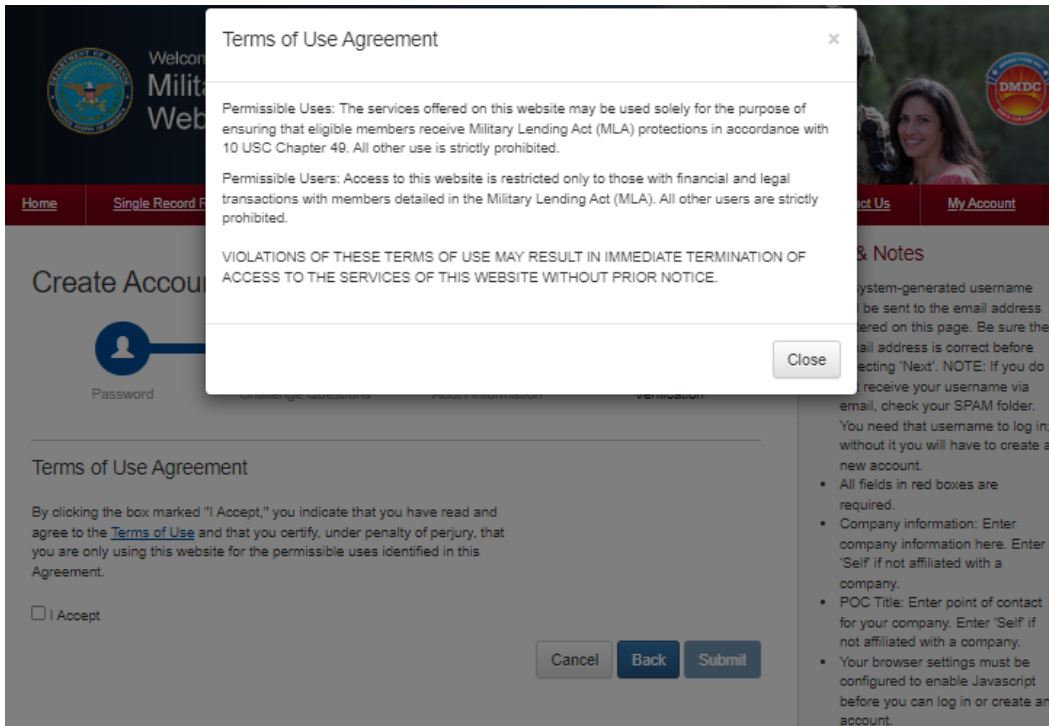 Terms of Use Agreement
×
Permissible Uses: The services offered on this website may be used solely for the purpose of
ensuring that eligible members receive Military Lending Act (MLA) protections in accordance with
10 USC Chapter 49. All other use is strictly prohibited.
Permissible Users: Access to this website is restricted only to those with financial and legal
transactions with members detailed in the Military Lending Act (MLA). All other users are strictly
prohibited.
VIOLATIONS OF THESE TERMS OF USE MAY RESULT IN IMMEDIATE TERMINATION OF
ACCESS TO THE SERVICES OF THIS WEBSITE WITHOUT PRIOR NOTICE.
Close
DMDC
Home
Single Record
ct Us
My Account
Password
Terms of Use Agreement
By clicking the box marked "I Accept," you indicate that you have read and
agree to the Terms of Use and that you certify, under penalty of perjury, that
you are only using this website for the permissible uses identified in this
Agreement.
I Accept
Cancel
Back
Submit
& Notes
system-generated username
be sent to the email address
on this page. Be sure the
address is correct before
'Next'. NOTE: If you do
receive your username via
email, check your SPAM folder.
You need that username to log in;
without it you will have to create a
new account.
All fields in red boxes are
required.
Company information: Enter
company information here. Enter
'Self' if not affiliated with a
company.
POC Title: Enter point of contact
for your company. Enter 'Self' if
not affiliated with a company.
Your browser settings must be
configured to enable Javascript
before you can log in or create an
account.